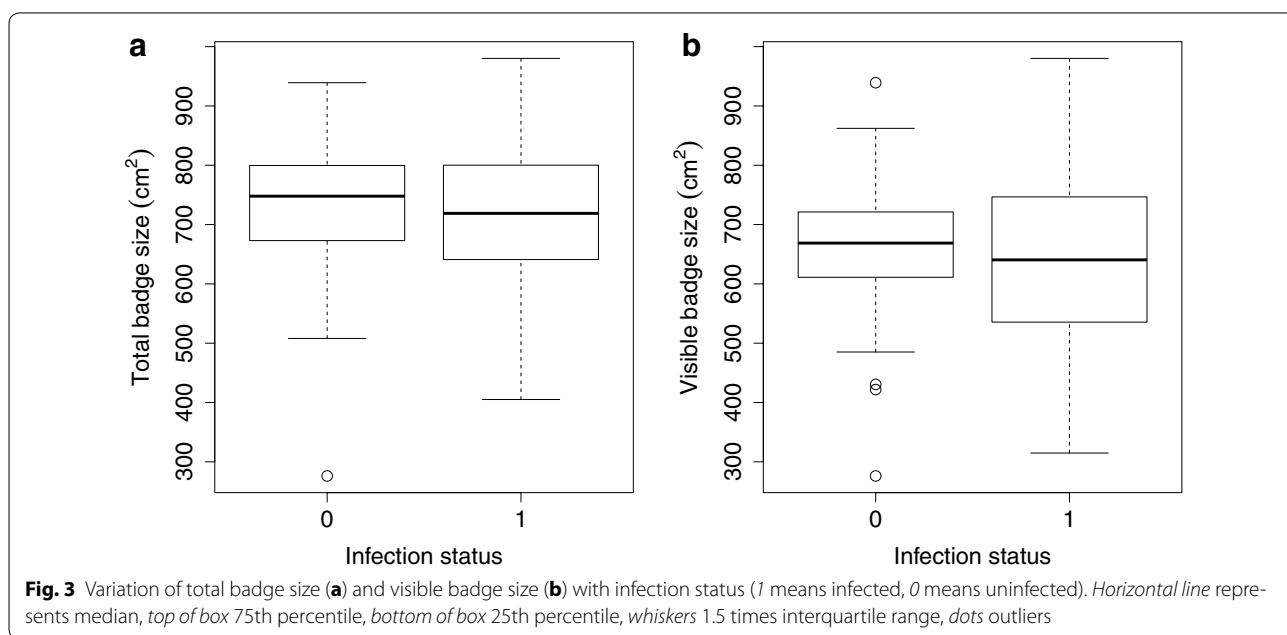 a
b
Total badge size (cm²)
900
800
700
600
500
400
300
0
1
Infection status
Visible badge size (cm²)
900
800
700
600
500
400
300
0
1
Infection status
Fig. 3 Variation of total badge size (a) and visible badge size (b) with infection status (1 means infected, 0 means uninfected). Horizontal line repre-
sents median, top of box 75th percentile, bottom of box 25th percentile, whiskers 1.5 times interquartile range, dots outliers